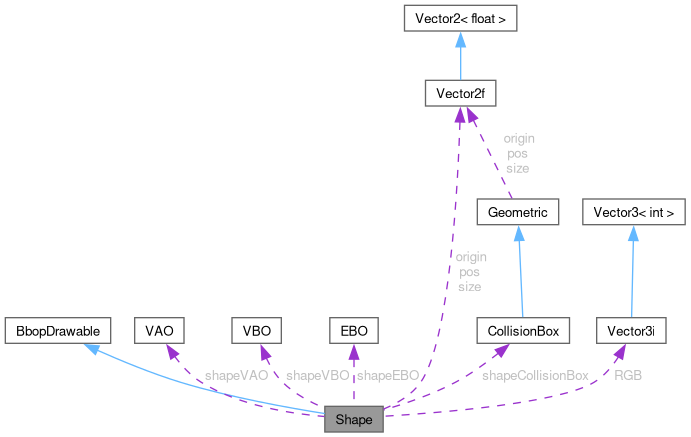 Vector2< float >
Vector2f
origin
pos
size
Geometric
Vector3< int >
origin
pos
size
BbopDrawable
VAO
VBO
EBO
CollisionBox
Vector3i
shapeVAO
shapeVBO
shapeEBO
shapeCollisionBox
RGB
Shape